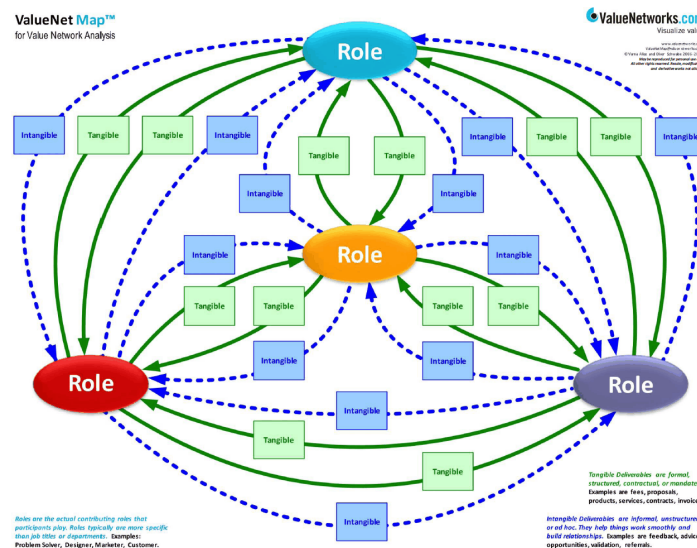 ValueNet Map™
for Value Network Analysis
ValueNetworks.com
Visualize val
Role
Intangible
Tangible
Tangible
Intangible
Intangible
Tangible
Tangible
Intangible
Tangible
Tangible
Intangible
Intangible
Intangible
Role
Intangible
Intangible
Tangible
Tangible
Tangible
Tangible
Intangible
Intangible
Role
Role
Intangible
Tangible
Tangible
Intangible
Tangible Deliverables are formal,
structured, contractual, or mandate
Examples are fees, proposals,
products, services, contracts, invoic
Roles are the actual contributing roles that
participants play. Roles typically are more specific
than job titles or departments. Examples:
Problem Solver, Designer, Marketer, Customer.
Intangible Deliverables are informal, unstructure
or ad hoc. They help things work smoothly and
build relationships. Examples are feedback, advic
opportunities, validation, referrals.